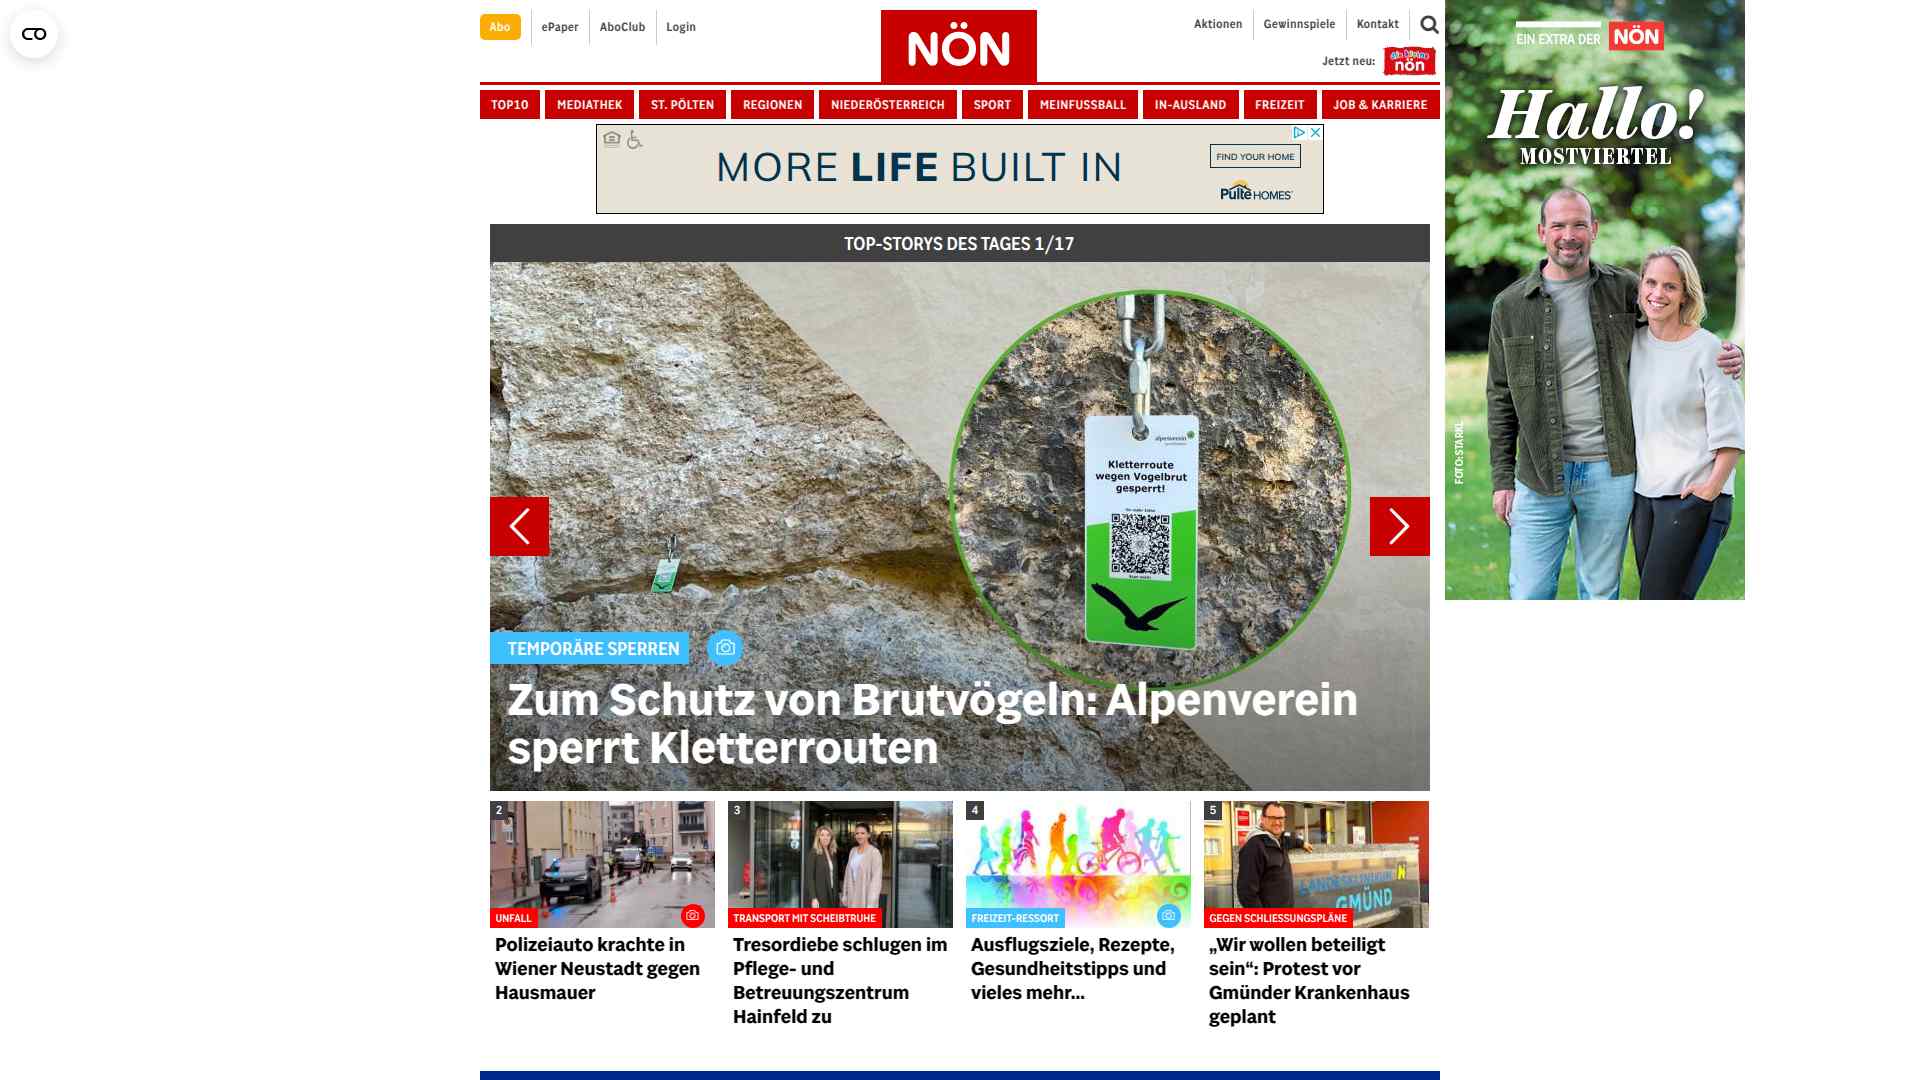 Abo
ePaper
AboClub
Login
NÖN
Aktionen
Gewinnspiele
Kontakt
Jetzt neu:
die kleine
nön
TOP10
MEDIATHEK
ST. PÖLTEN
REGIONEN
NIEDERÖSTERREICH
SPORT
MEINFUSSBALL
IN-AUSLAND
FREIZEIT
JOB & KARRIERE
MORE LIFE BUILT IN
FIND YOUR HOME
Pulte HOMES
EIN EXTRA DER NÖN
Hallo!
MOSTVIERTEL
FOTO: STARKL
TOP-STORYS DES TAGES 1/17
alpenverein
Kletterroute
wegen Vogelbrut
gesperrt!
TEMPORÄRE SPERREN
Zum Schutz von Brutvögeln: Alpenverein
sperrt Kletterrouten
2
UNFALL
Polizeiauto krachte in
Wiener Neustadt gegen
Hausmauer
3
TRANSPORT MIT SCHEIBTRUHE
Tresordiebe schlugen im
Pflege- und
Betreuungszentrum
Hainfeld zu
4
FREIZEIT-RESSORT
Ausflugsziele, Rezepte,
Gesundheitstipps und
vieles mehr...
5
GMÜND
GEGEN SCHLIESSUNGSPLÄNE
„Wir wollen beteiligt
sein“: Protest vor
Gmünder Krankenhaus
geplant